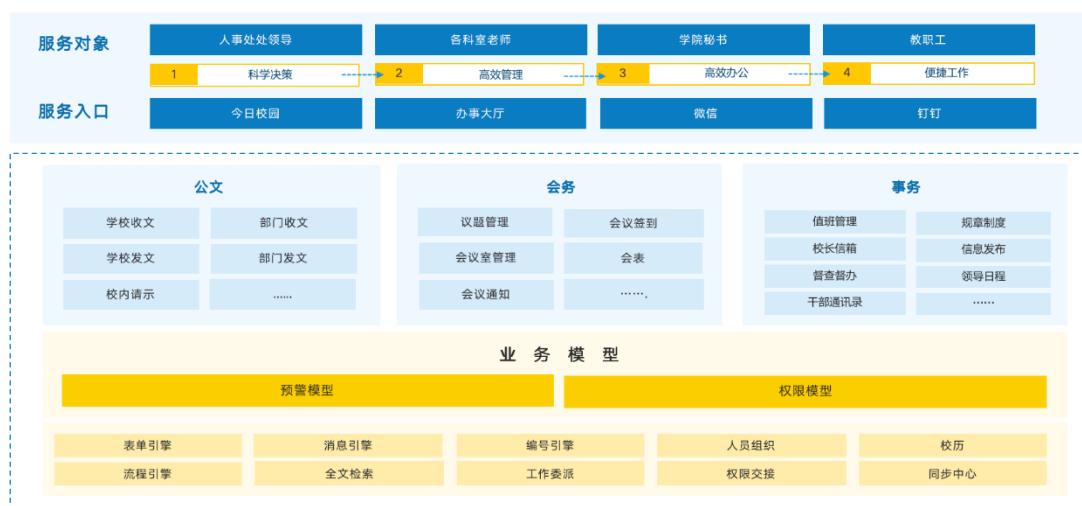 服务对象 人事处处领导 各科室老师 学院秘书 教职工
1 科学决策 2 高效管理 3 高效办公 4 便捷工作
服务入口 今日校园 办事大厅 微信 钉钉
公文
学校收文 部门收文
学校发文 部门发文
校内请示 ......
会务
议题管理 会议签到
会议室管理 会表
会议通知 …….
事务
值班管理 规章制度
校长信箱 信息发布
督查督办 领导日程
干部通讯录 ……
业务模型
预警模型 权限模型
表单引擎 消息引擎 编号引擎 人员组织 校历
流程引擎 全文检索 工作委派 权限交接 同步中心